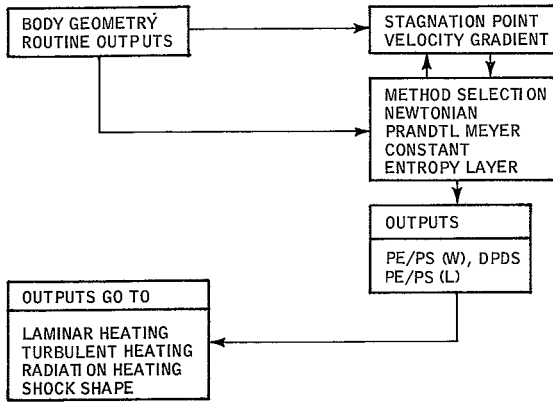 BODY GEOMETRY
ROUTINE OUTPUTS
STAGNATION POINT
VELOCITY GRADIENT
METHOD SELECTION
NEWTONIAN
PRANDTL MEYER
CONSTANT
ENTROPY LAYER
OUTPUTS
PE/PS (W), DPDS
PE/PS (L)
OUTPUTS GO TO
LAMINAR HEATING
TURBULENT HEATING
RADIATION HEATING
SHOCK SHAPE